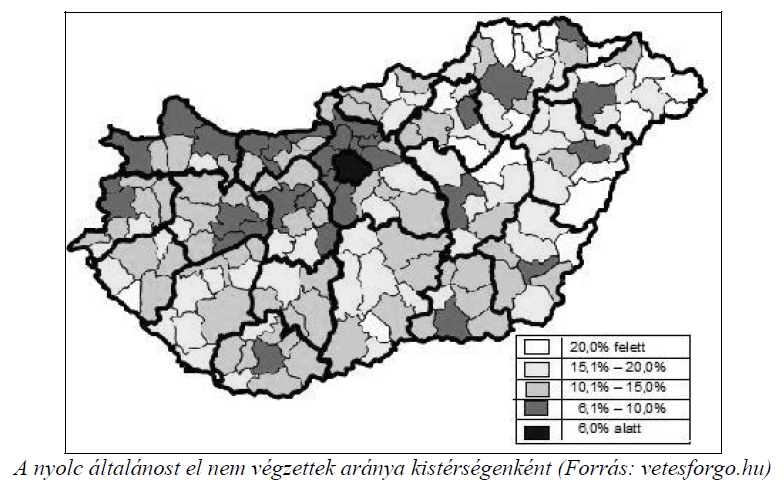 20,0% felett
15,1% – 20,0%
10,1% – 15,0%
6,1% – 10,0%
6,0% alatt
A nyolc általánost el nem végzettek aránya kistérségenként (Forrás: vetesforgo.hu)